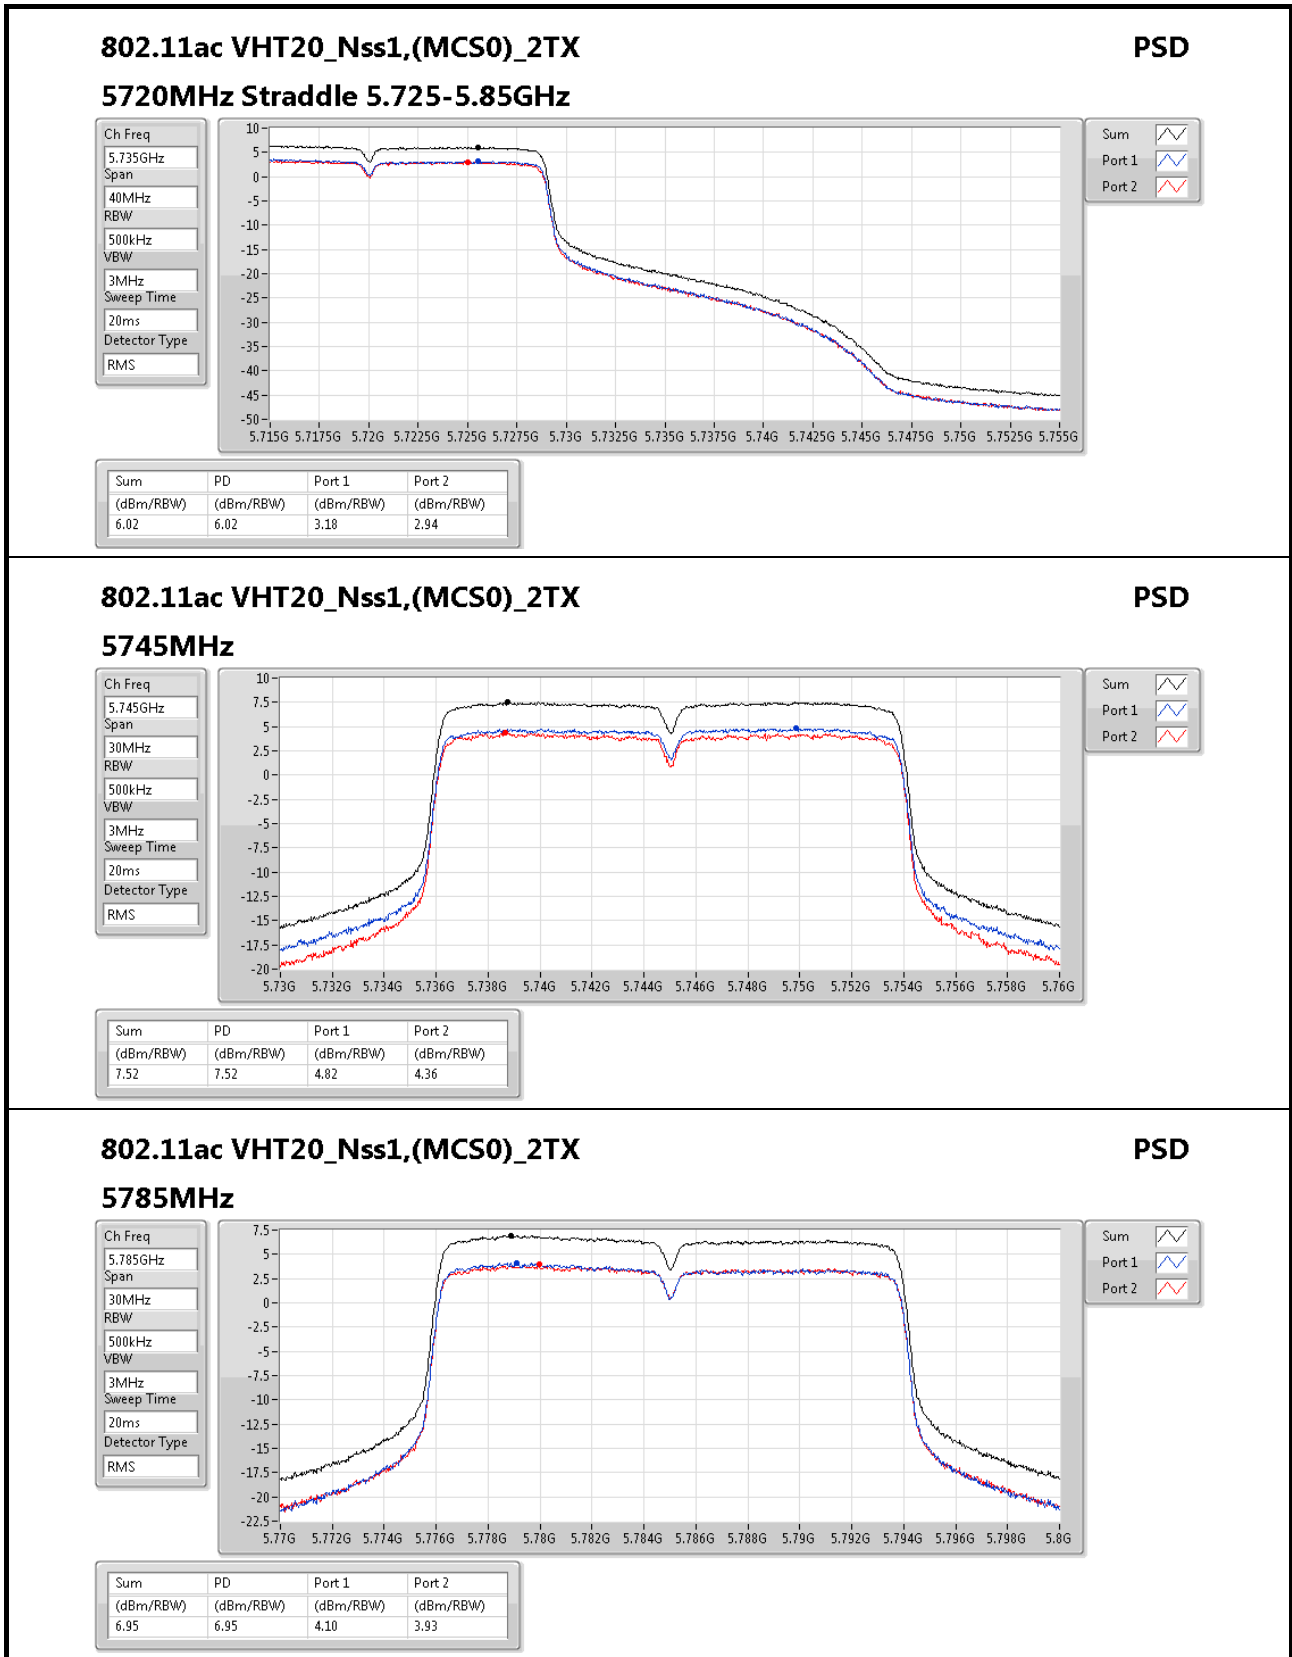 802.11ac VHT20_Nss1,(MCS0)_2TX PSD
5720MHz Straddle 5.725-5.85GHz
Ch Freq
5.735GHz
Span
40MHz
RBW
500kHz
VBW
3MHz
Sweep Time
20ms
Detector Type
RMS
10
5
0
-5
-10
-15
-20
-25
-30
-35
-40
-45
-50
5.715G 5.7175G 5.72G 5.7225G 5.725G 5.7275G 5.73G 5.7325G 5.735G 5.7375G 5.74G 5.7425G 5.745G 5.7475G 5.75G 5.7525G 5.755G
Sum
Port 1
Port 2
Sum PD Port 1 Port 2
(dBm/RBW) (dBm/RBW) (dBm/RBW) (dBm/RBW)
6.02 6.02 3.18 2.94
802.11ac VHT20_Nss1,(MCS0)_2TX PSD
5745MHz
Ch Freq
5.745GHz
Span
30MHz
RBW
500kHz
VBW
3MHz
Sweep Time
20ms
Detector Type
RMS
10
7.5
5
2.5
0
-2.5
-5
-7.5
-10
-12.5
-15
-17.5
-20
5.73G 5.732G 5.734G 5.736G 5.738G 5.74G 5.742G 5.744G 5.746G 5.748G 5.75G 5.752G 5.754G 5.756G 5.758G 5.76G
Sum
Port 1
Port 2
Sum PD Port 1 Port 2
(dBm/RBW) (dBm/RBW) (dBm/RBW) (dBm/RBW)
7.52 7.52 4.82 4.36
802.11ac VHT20_Nss1,(MCS0)_2TX PSD
5785MHz
Ch Freq
5.785GHz
Span
30MHz
RBW
500kHz
VBW
3MHz
Sweep Time
20ms
Detector Type
RMS
7.5
5
2.5
0
-2.5
-5
-7.5
-10
-12.5
-15
-17.5
-20
-22.5
5.77G 5.772G 5.774G 5.776G 5.778G 5.78G 5.782G 5.784G 5.786G 5.788G 5.79G 5.792G 5.794G 5.796G 5.798G 5.8G
Sum
Port 1
Port 2
Sum PD Port 1 Port 2
(dBm/RBW) (dBm/RBW) (dBm/RBW) (dBm/RBW)
6.95 6.95 4.10 3.93